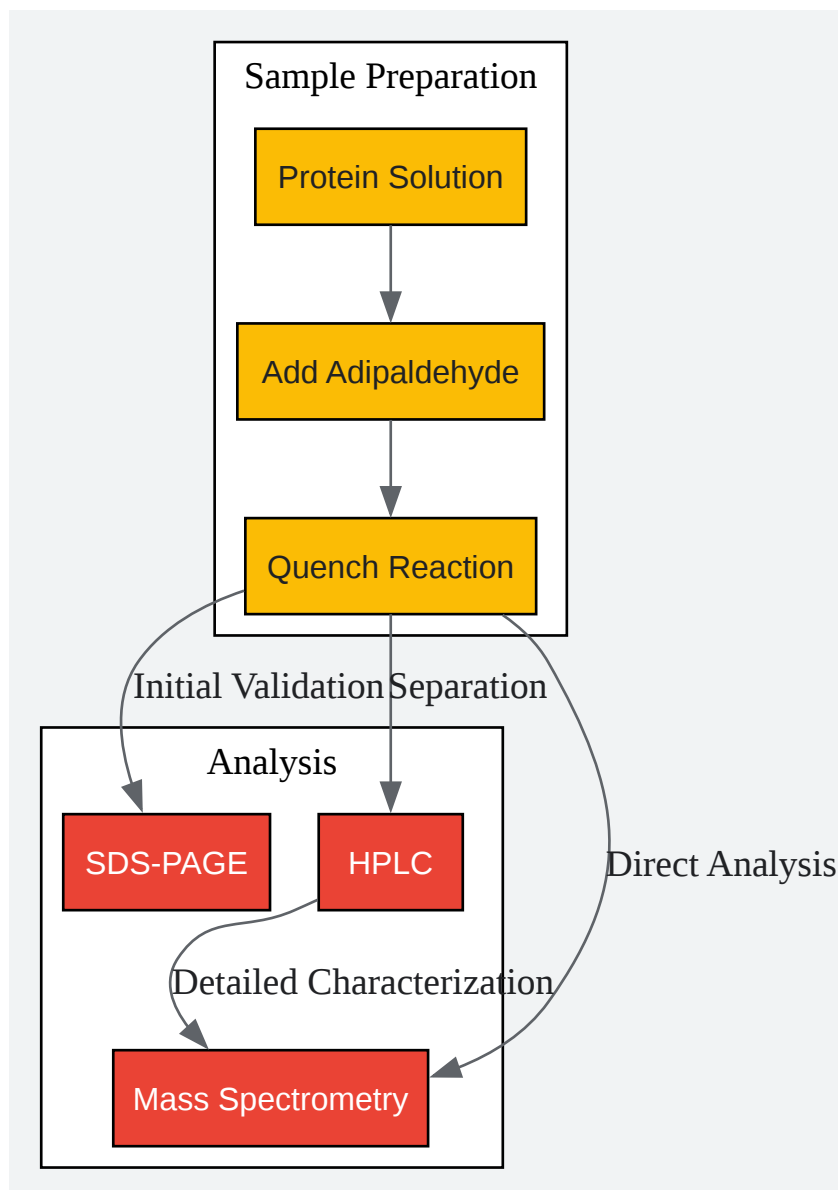 Sample Preparation
Protein Solution
Add Adipaldehyde
Quench Reaction
Initial Validation
Separation
Analysis
SDS-PAGE
HPLC
Direct Analysis
Detailed Characterization
Mass Spectrometry